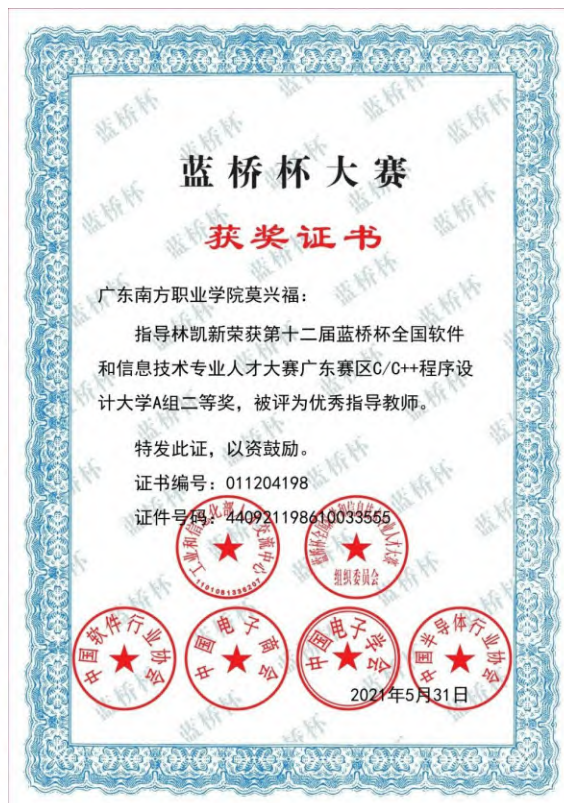 蓝桥杯大赛
获奖证书
广东南方职业学院莫兴福：
指导林凯新荣获第十二届蓝桥杯全国软件
和信息技术专业人才大赛广东赛区C/C++程序设
计大学A组二等奖，被评为优秀指导教师。
特发此证，以资鼓励。
证书编号：011204198
证件号码：440921198610033555
组织委员会
中国软件行业协会
中国电子商会
中国电子学会
中国半导体行业协会
2021年5月31日